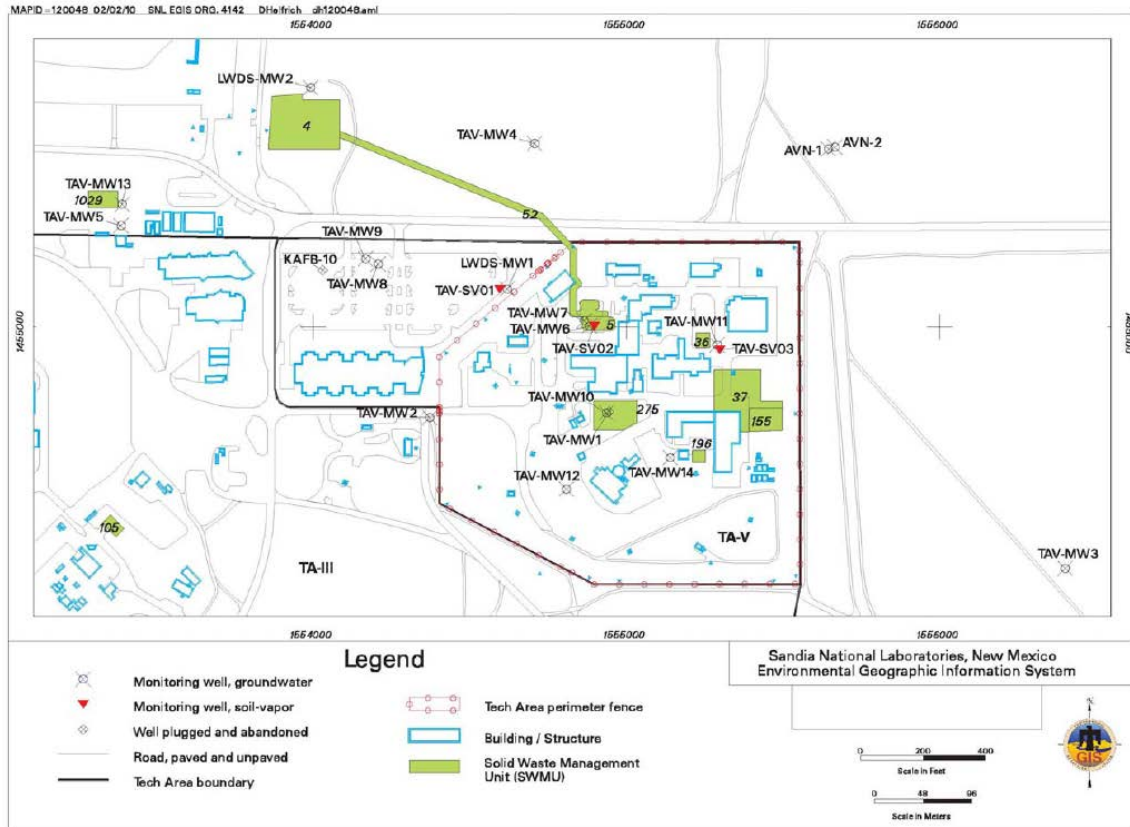 MAPID=120048 02/02/10 SNL EGIS ORG. 4142 DHelfrich dh120048.aml
1554000 1555000 1556000
LWDS-MW2
4
TAV-MW4
AVN-1 AVN-2
TAV-MW13
1029
TAV-MW5
52
TAV-MW9
KAFB-10
TAV-MW8
LWDS-MW1
TAV-SV01
TAV-MW7
TAV-MW6
5
TAV-SV02
TAV-MW11
36
TAV-SV03
1455000
1455000
TAV-MW10
275
37
155
TAV-MW2
TAV-MW1
196
TAV-MW14
TAV-MW12
105
TA-III
TA-V
TAV-MW3
1554000 1555000 1556000
Legend
Monitoring well, groundwater
Monitoring well, soil-vapor
Well plugged and abandoned
Road, paved and unpaved
Tech Area boundary
Tech Area perimeter fence
Building / Structure
Solid Waste Management
Unit (SWMU)
Sandia National Laboratories, New Mexico
Environmental Geographic Information System
0 200 400
Scale in Feet
0 48 96
Scale in Meters
GIS